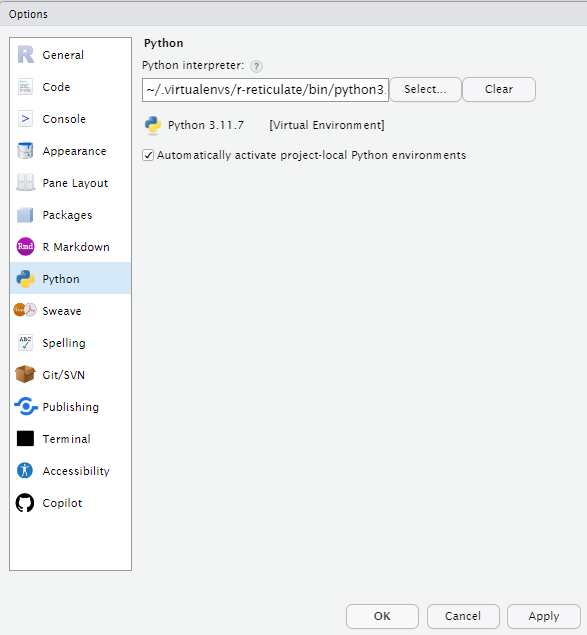 Options
General
Code
Console
Appearance
Pane Layout
Packages
Rmd R Markdown
Python
Sweave
ABC Spelling
Git/SVN
Publishing
Terminal
Accessibility
Copilot
Python
Python interpreter: ?
~/.virtualenvs/r-reticulate/bin/python3. Select... Clear
Python 3.11.7 [Virtual Environment]
Automatically activate project-local Python environments
OK Cancel Apply